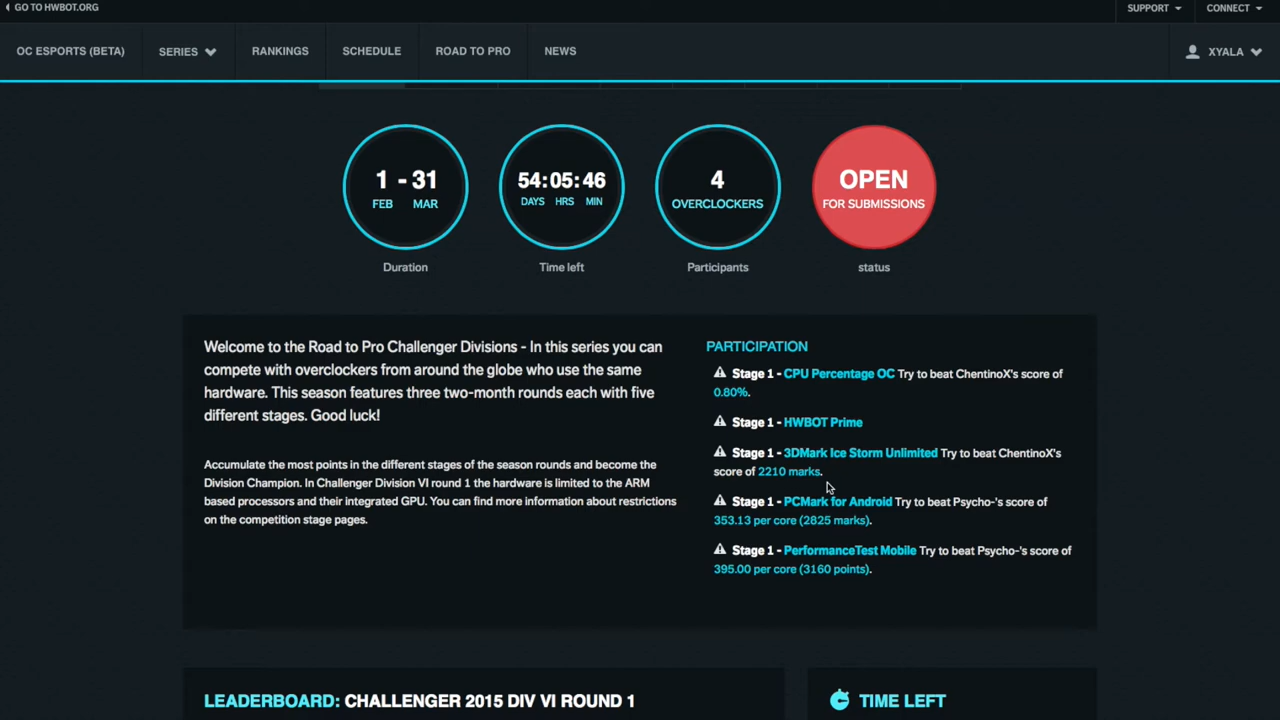 GO TO HWBOT.ORG
SUPPORT
CONNECT
OC ESPORTS (BETA)
SERIES
RANKINGS
SCHEDULE
ROAD TO PRO
NEWS
XYALA
1 - 31
FEB MAR
Duration
54:05:46
DAYS HRS MIN
Time left
4
OVERCLOCKERS
Participants
OPEN
FOR SUBMISSIONS
status
Welcome to the Road to Pro Challenger Divisions - In this series you can
compete with overclockers from around the globe who use the same
hardware. This season features three two-month rounds each with five
different stages. Good luck!
Accumulate the most points in the different stages of the season rounds and become the
Division Champion. In Challenger Division VI round 1 the hardware is limited to the ARM
based processors and their integrated GPU. You can find more information about restrictions
on the competition stage pages.
PARTICIPATION
Stage 1 - CPU Percentage OC Try to beat ChentinoX's score of
0.80%.
Stage 1 - HWBOT Prime
Stage 1 - 3DMark Ice Storm Unlimited Try to beat ChentinoX's
score of 2210 marks.
Stage 1 - PCMark for Android Try to beat Psycho-'s score of
353.13 per core (2825 marks).
Stage 1 - PerformanceTest Mobile Try to beat Psycho-'s score of
395.00 per core (3160 points).
LEADERBOARD: CHALLENGER 2015 DIV VI ROUND 1
TIME LEFT